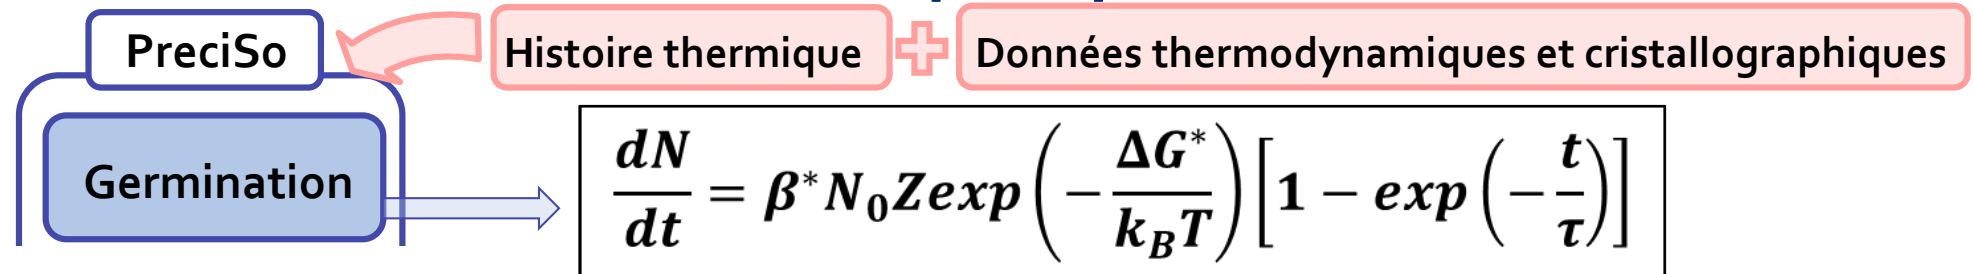 PreciSo
Histoire thermique + Données thermodynamiques et cristallographiques
Germination
dN/dt = β*N₀Zexp(−ΔG*/k_BT)[1 − exp(−t/τ)]